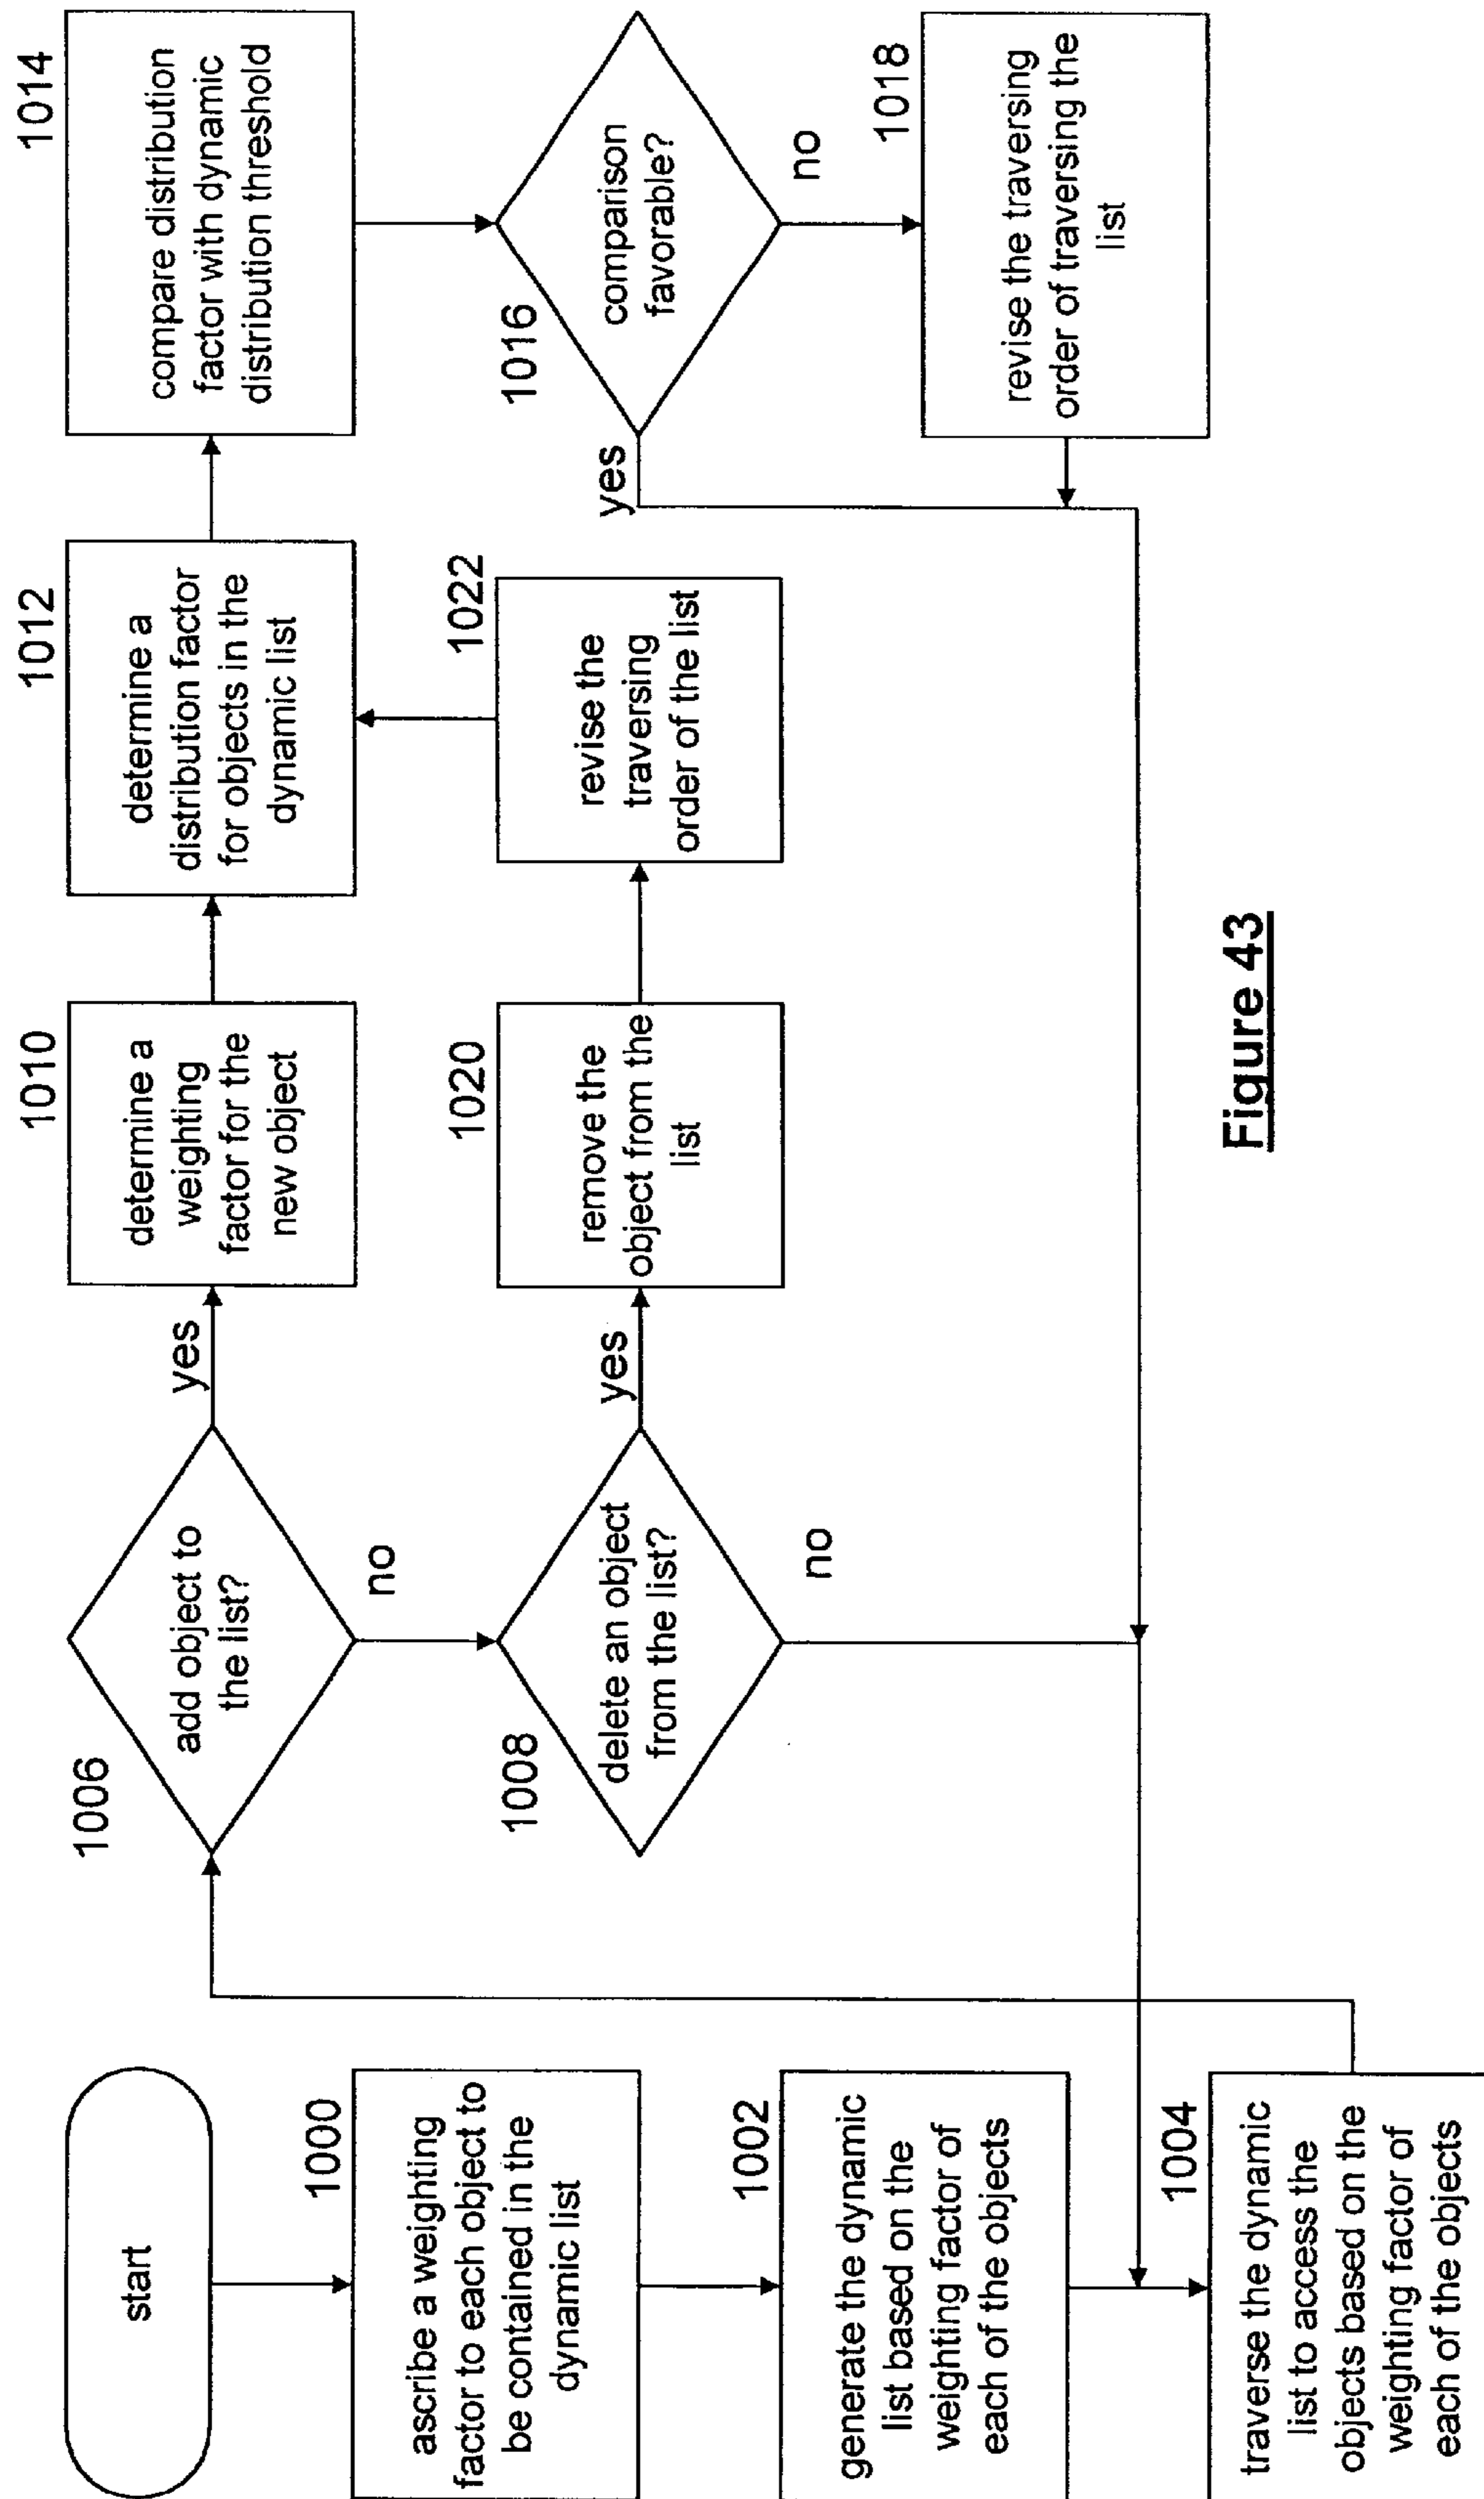 start
1000
ascribe a weighting
factor to each object to
be contained in the
dynamic list
1002
generate the dynamic
list based on the
weighting factor of
each of the objects
1004
traverse the dynamic
list to access the
objects based on the
weighting factor of
each of the objects
1006
add object to
the list?
yes
no
1008
delete an object
from the list?
yes
no
1010
determine a
weighting
factor for the
new object
1020
remove the
object from the
list
1012
determine a
distribution factor
for objects in the
dynamic list
1022
revise the
traversing
order of the list
1014
compare distribution
factor with dynamic
distribution threshold
1016
comparison
favorable?
yes
no
1018
revise the traversing
order of traversing the
list
Figure 43